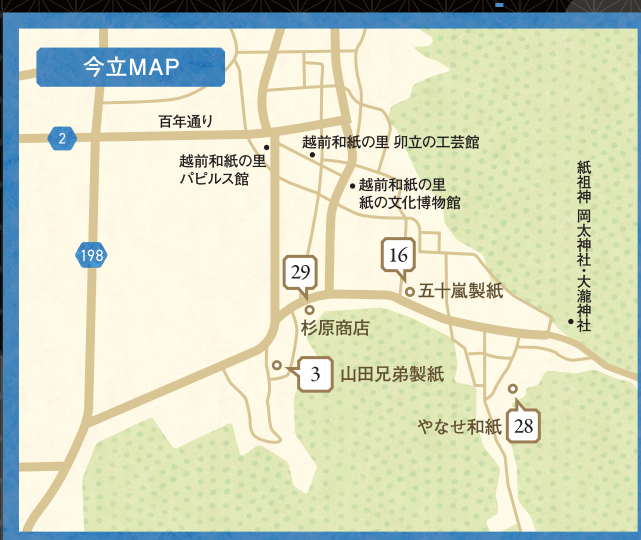 今立MAP
百年通り
2
越前和紙の里 卯立の工芸館
越前和紙の里
パピルス館
越前和紙の里
紙の文化博物館
紙祖神 岡太神社・大瀧神社
198
16
五十嵐製紙
29
杉原商店
3
山田兄弟製紙
やなせ和紙
28